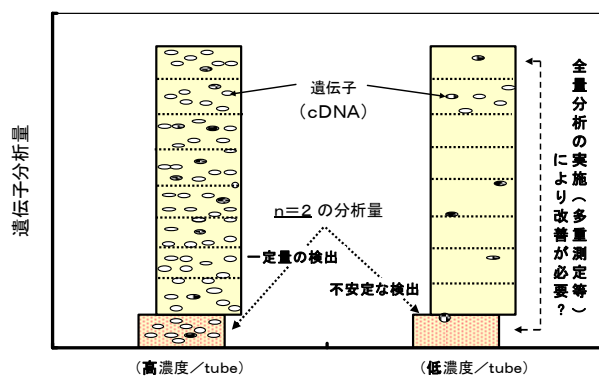 遺伝子分析量
遺伝子
（cDNA）
n＝2 の分析量
一定量の検出
不安定な検出
全量分析の実施（多重測定等）
により改善が必要？
（高濃度／tube）
（低濃度／tube）